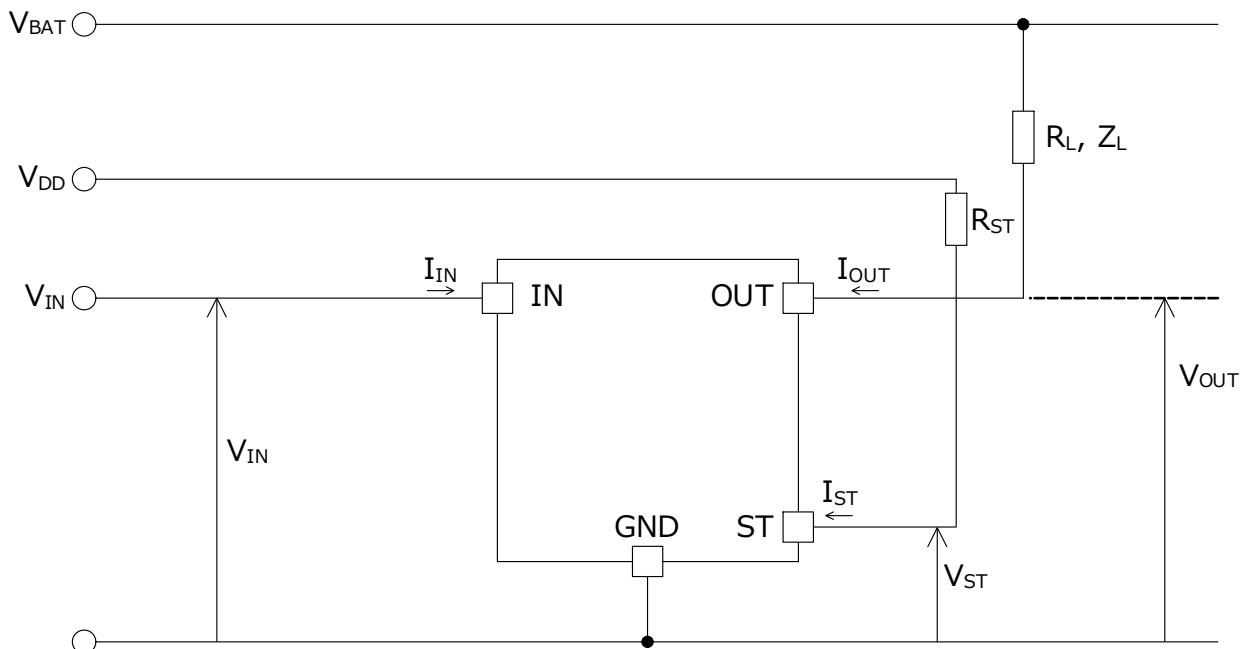 VBAT
RL, ZL
VDD
RST
IIN
IOUT
VIN
IN
OUT
VOUT
VIN
IST
GND
ST
VST